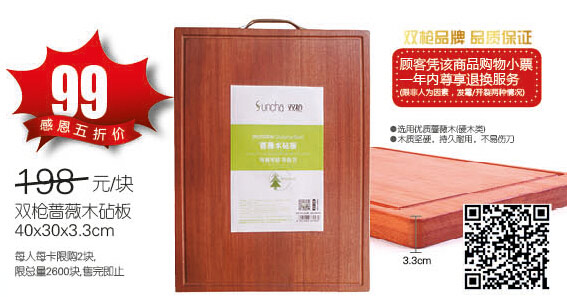 双枪品牌 品质保证
顾客凭该商品购物小票
一年内尊享退换服务
(限非人为因素，发霉/开裂两种情况)
99
感恩五折价
198 元/块
双枪蔷薇木砧板
40x30x3.3cm
每人每卡限购2块,
限总量2600块,售完即止
Suncha 双枪
蔷薇木砧板
●选用优质蔷薇木(硬木类)
●木质坚硬，持久耐用，不易伤刀
3.3cm